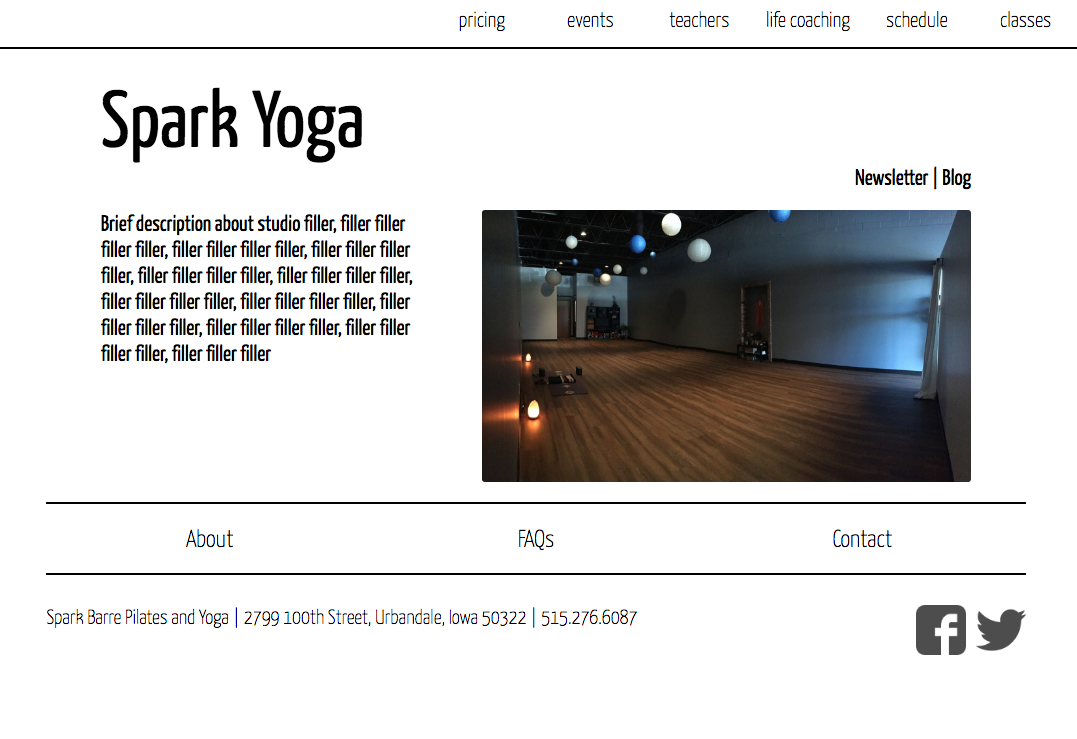 pricing events teachers life coaching schedule classes
Spark Yoga
Newsletter | Blog
Brief description about studio filler, filler filler
filler filler, filler filler filler filler, filler filler filler
filler, filler filler filler filler, filler filler filler filler,
filler filler filler filler, filler filler filler filler, filler
filler filler filler, filler filler filler filler, filler filler
filler filler, filler filler filler
About FAQs Contact
Spark Barre Pilates and Yoga | 2799 100th Street, Urbandale, Iowa 50322 | 515.276.6087